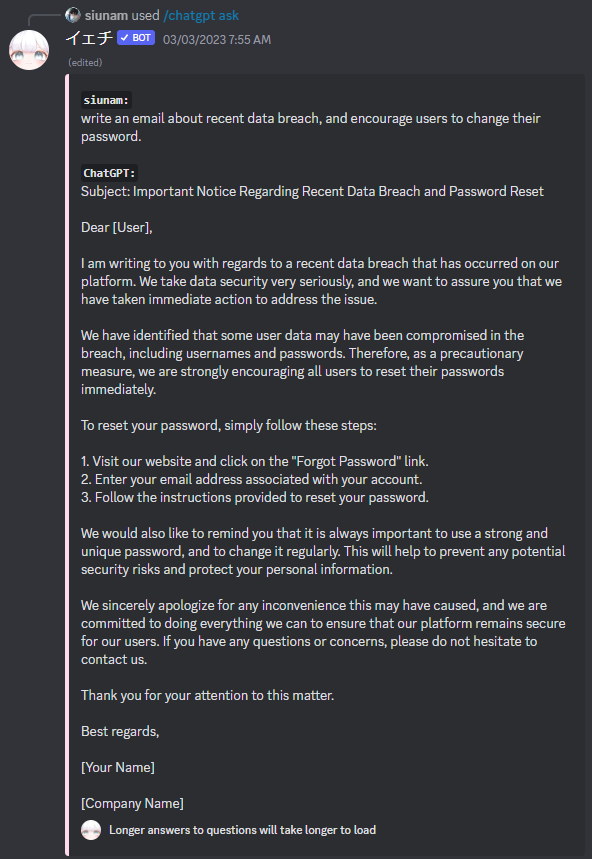 siunam used /chatgpt ask
イェチ BOT 03/03/2023 7:55 AM
(edited)
siunam:
write an email about recent data breach, and encourage users to change their
password.
ChatGPT:
Subject: Important Notice Regarding Recent Data Breach and Password Reset
Dear [User],
I am writing to you with regards to a recent data breach that has occurred on our
platform. We take data security very seriously, and we want to assure you that we
have taken immediate action to address the issue.
We have identified that some user data may have been compromised in the
breach, including usernames and passwords. Therefore, as a precautionary
measure, we are strongly encouraging all users to reset their passwords
immediately.
To reset your password, simply follow these steps:
1. Visit our website and click on the "Forgot Password" link.
2. Enter your email address associated with your account.
3. Follow the instructions provided to reset your password.
We would also like to remind you that it is always important to use a strong and
unique password, and to change it regularly. This will help to prevent any potential
security risks and protect your personal information.
We sincerely apologize for any inconvenience this may have caused, and we are
committed to doing everything we can to ensure that our platform remains secure
for our users. If you have any questions or concerns, please do not hesitate to
contact us.
Thank you for your attention to this matter.
Best regards,
[Your Name]
[Company Name]
Longer answers to questions will take longer to load